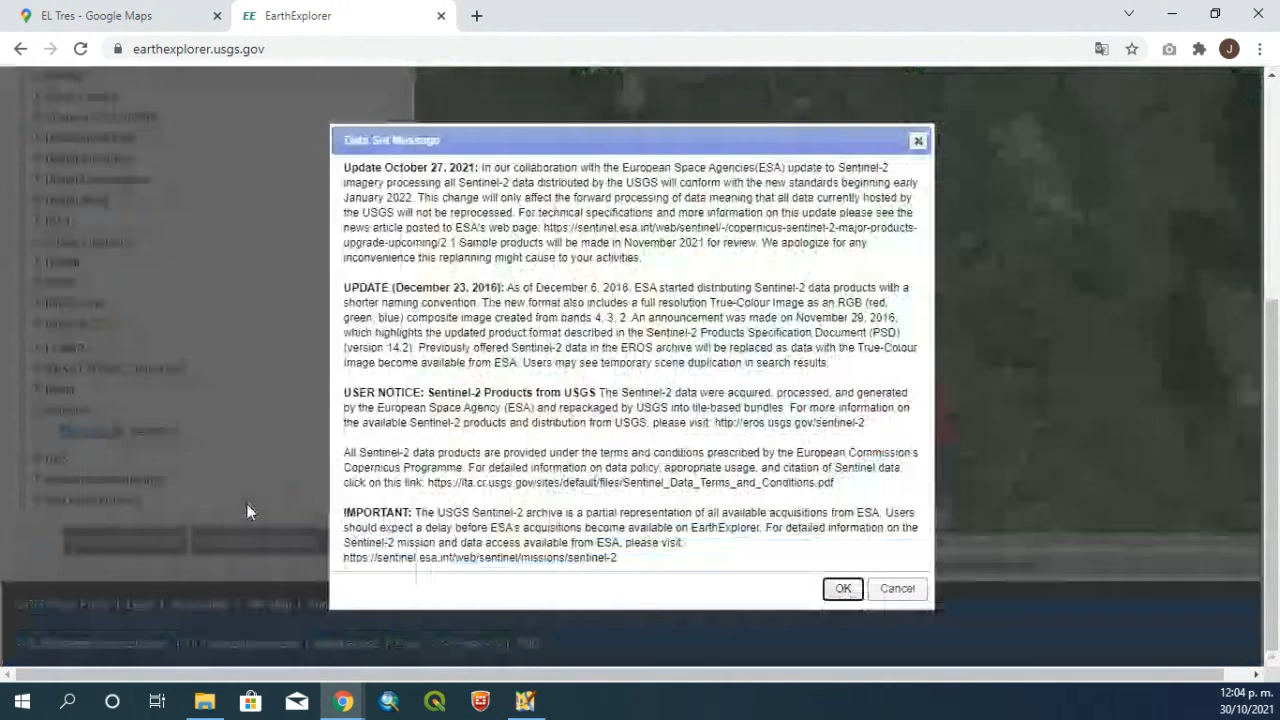 EL Tres - Google Maps
EE EarthExplorer
earthexplorer.usgs.gov
J
Data Set Message
Update October 27, 2021: In our collaboration with the European Space Agencies(ESA) update to Sentinel-2
imagery processing all Sentinel-2 data distributed by the USGS will conform with the new standards beginning early
January 2022. This change will only affect the forward processing of data meaning that all data currently hosted by
the USGS will not be reprocessed. For technical specifications and more information on this update please see the
news article posted to ESA's web page: https://sentinel.esa.int/web/sentinel/-/copernicus-sentinel-2-major-products-
upgrade-upcoming/2.1 Sample products will be made in November 2021 for review. We apologize for any
inconvenience this replanning might cause to your activities.
UPDATE (December 23, 2016): As of December 6, 2016, ESA started distributing Sentinel-2 data products with a
shorter naming convention. The new format also includes a full resolution True-Colour Image as an RGB (red,
green, blue) composite image created from bands 4, 3, 2. An announcement was made on November 29, 2016,
which highlights the updated product format described in the Sentinel-2 Products Specification Document (PSD)
(version 14.2). Previously offered Sentinel-2 data in the EROS archive will be replaced as data with the True-Colour
Image become available from ESA. Users may see temporary scene duplication in search results.
USER NOTICE: Sentinel-2 Products from USGS The Sentinel-2 data were acquired, processed, and generated
by the European Space Agency (ESA) and repackaged by USGS into tile-based bundles. For more information on
the available Sentinel-2 products and distribution from USGS, please visit: http://eros.usgs.gov/sentinel-2
All Sentinel-2 data products are provided under the terms and conditions prescribed by the European Commission's
Copernicus Programme. For detailed information on data policy, appropriate usage, and citation of Sentinel data,
click on this link: https://lta.cr.usgs.gov/sites/default/files/Sentinel_Data_Terms_and_Conditions.pdf
IMPORTANT: The USGS Sentinel-2 archive is a partial representation of all available acquisitions from ESA. Users
should expect a delay before ESA's acquisitions become available on EarthExplorer. For detailed information on the
Sentinel-2 mission and data access available from ESA, please visit:
https://sentinel.esa.int/web/sentinel/missions/sentinel-2
OK Cancel
12:04 p. m.
30/10/2021